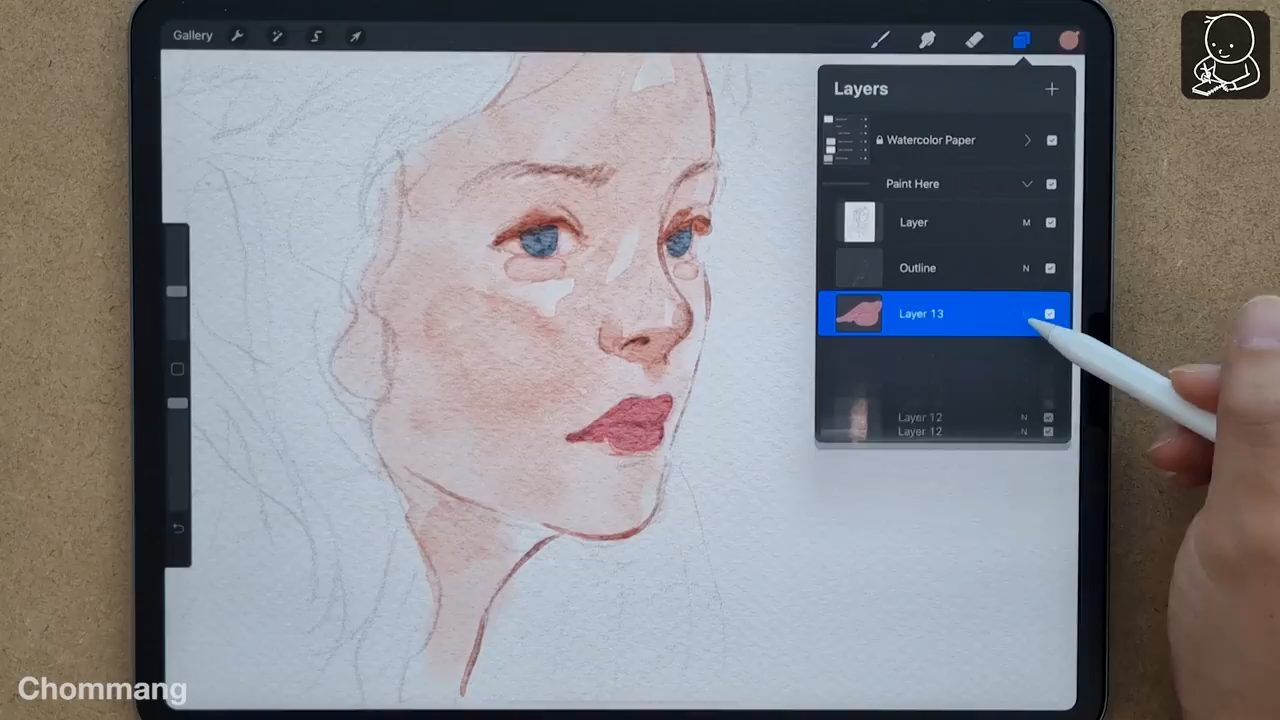 Gallery
Layers
Watercolor Paper
Paint Here
Layer M
Outline N
Layer 13
Layer 12 N
Layer 12 N
Chommang